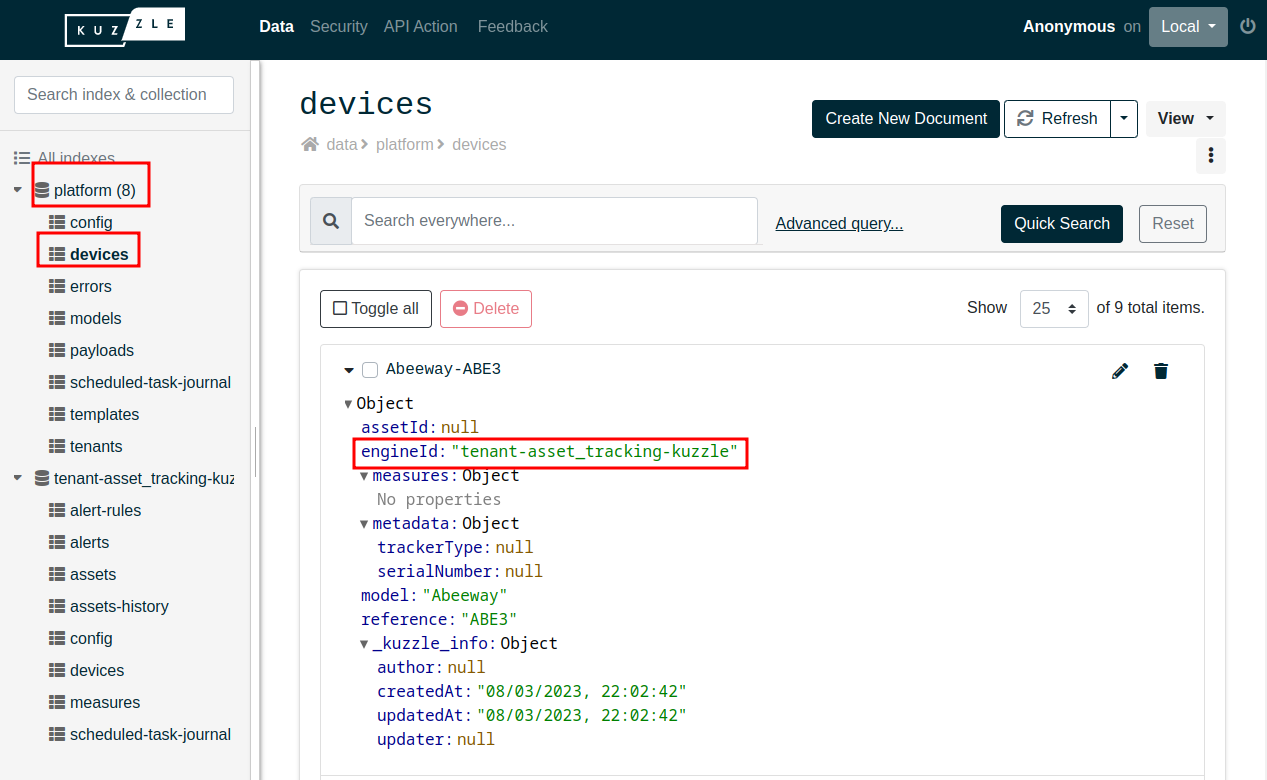 KUZ ZLE
Data Security API Action Feedback
Anonymous on Local
Search index & collection
All indexes
platform (8)
config
devices
errors
models
payloads
scheduled-task-journal
templates
tenants
tenant-asset_tracking-kuz
alert-rules
alerts
assets
assets-history
config
devices
measures
scheduled-task-journal
devices
data platform devices
Create New Document Refresh View
Search everywhere...
Advanced query...
Quick Search Reset
Toggle all Delete
Show 25 of 9 total items.
Abeeway-ABE3
Object
assetId: null
engineId: "tenant-asset_tracking-kuzzle"
measures: Object
No properties
metadata: Object
trackerType: null
serialNumber: null
model: "Abeeway"
reference: "ABE3"
_kuzzle_info: Object
author: null
createdAt: "08/03/2023, 22:02:42"
updatedAt: "08/03/2023, 22:02:42"
updater: null